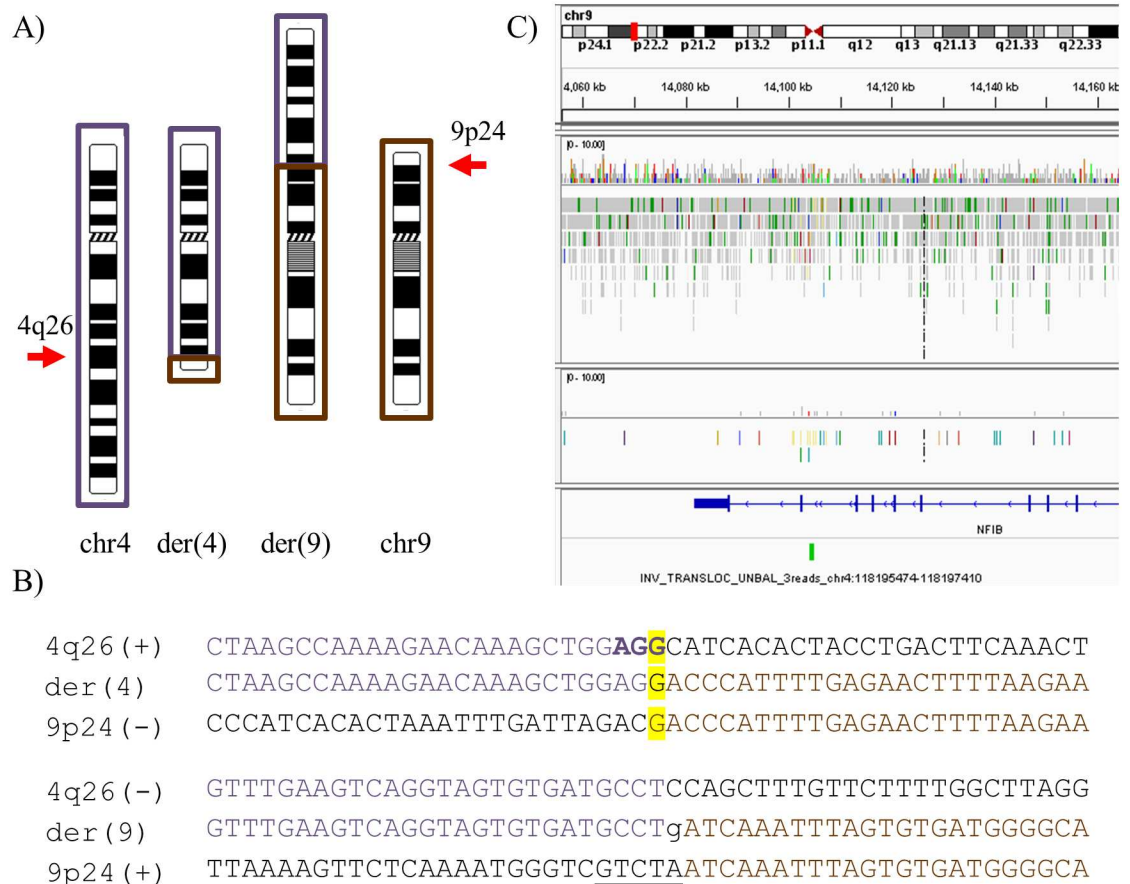 A)
4q26
9p24
chr4 der(4) der(9) chr9
C)
chr9
p24.1 p22.2 p21.2 p13.2 p11.1 q12 q13 q21.13 q21.33 q22.33
4,060 kb 14,080 kb 14,100 kb 14,120 kb 14,140 kb 14,160 kb
[0 - 10.00]
[0 - 10.00]
NFIB
INV_TRANSLOC_UNBAL_3reads_chr4:118195474-118197410
B)
4q26(+) CTAAGCCAAAAGAACAAAGCTGGAGGCATCACACTACCTGACTTCAAACT
der(4) CTAAGCCAAAAGAACAAAGCTGGAGGACCCATTTTGAGAACTTTTAAGAA
9p24(-) CCCATCACACTAAATTTGATTAGACGACCCATTTTGAGAACTTTTAAGAA
4q26(-) GTTTGAAGTCAGGTAGTGTGATGCCTCCAGCTTTGTTCTTTTGGCTTAGG
der(9) GTTTGAAGTCAGGTAGTGTGATGCCTgATCAAATTTAGTGTGATGGGGCA
9p24(+) TTAAAAGTTCTCAAAATGGGTCGTCTAATCAAATTTAGTGTGATGGGGCA